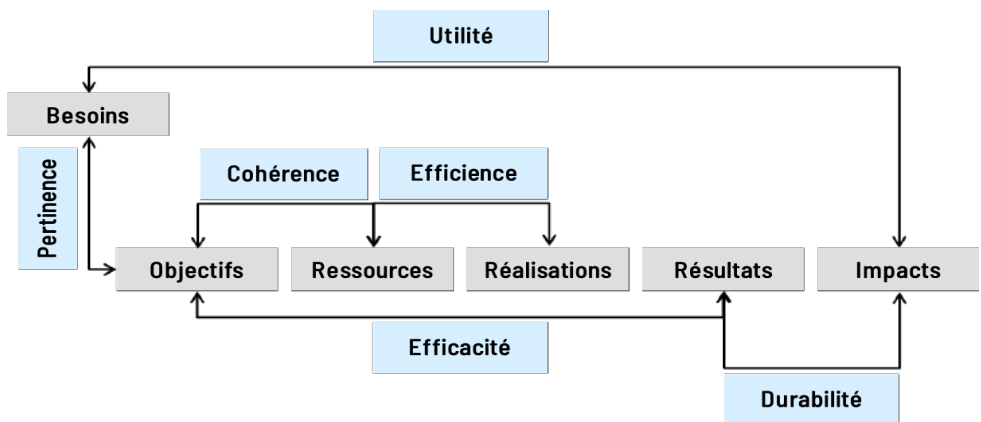 Utilité
Besoins
Pertinence
Cohérence
Efficience
Objectifs
Ressources
Réalisations
Résultats
Impacts
Efficacité
Durabilité